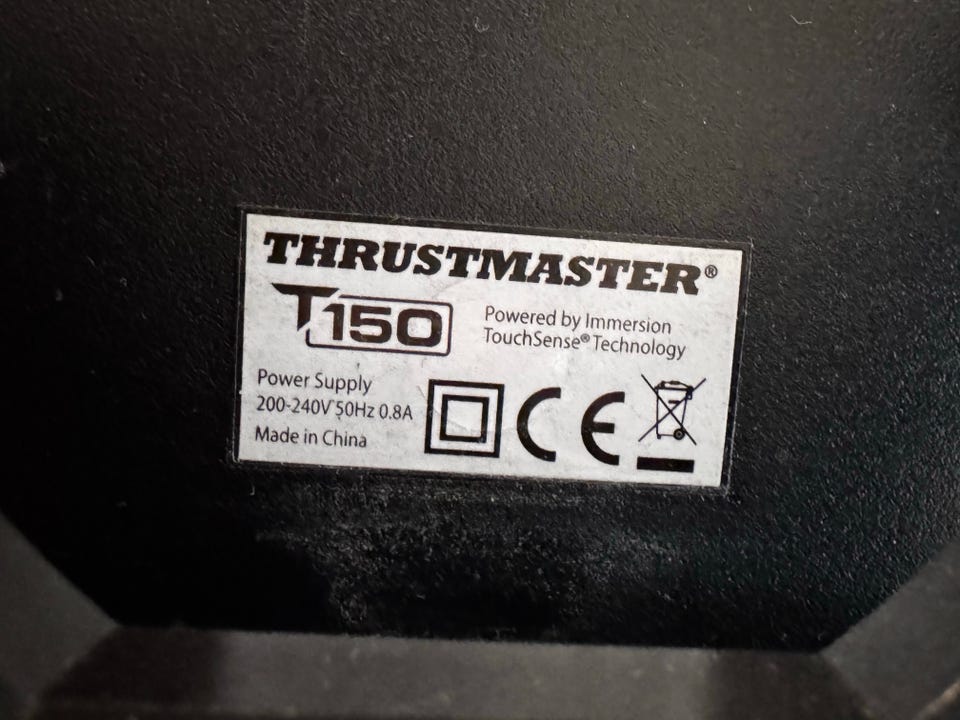 THRUSTMASTER®
T150
Powered by Immersion
TouchSense® Technology
Power Supply
200-240V 50Hz 0.8A
Made in China
CE